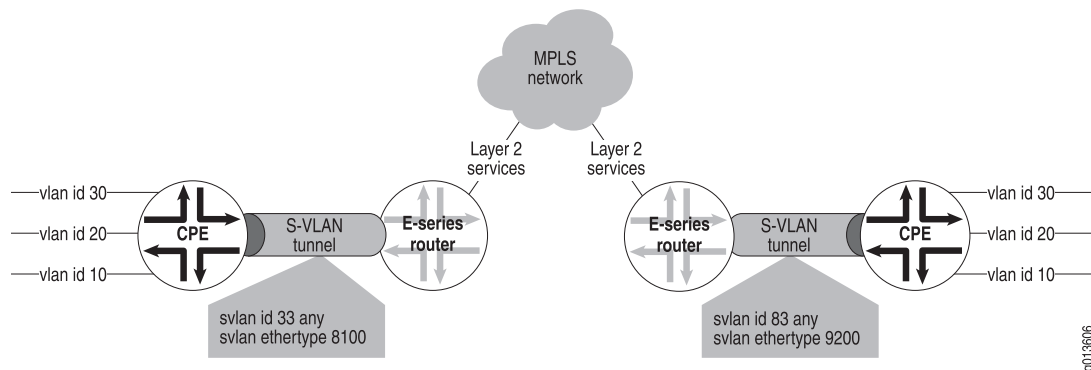 MPLS
network
Layer 2
services
Layer 2
services
vlan id 30
vlan id 20
vlan id 10
CPE
S-VLAN
tunnel
E-series
router
E-series
router
S-VLAN
tunnel
CPE
vlan id 30
vlan id 20
vlan id 10
svlan id 33 any
svlan ethertype 8100
svlan id 83 any
svlan ethertype 9200
g013606